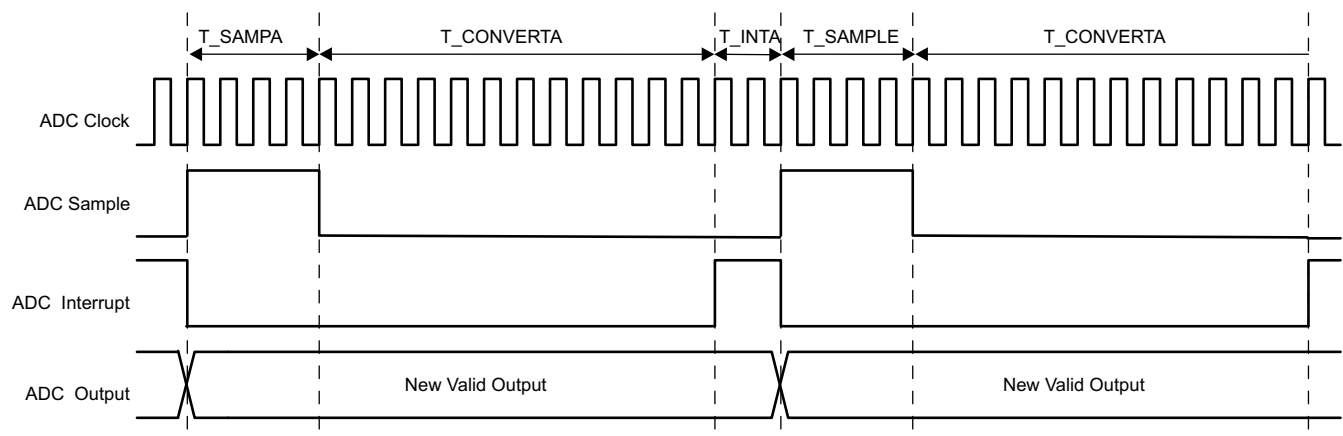 T_SAMPA T_CONVERTA T_INTA T_SAMPLE T_CONVERTA
ADC Clock
ADC Sample
ADC Interrupt
ADC Output New Valid Output New Valid Output